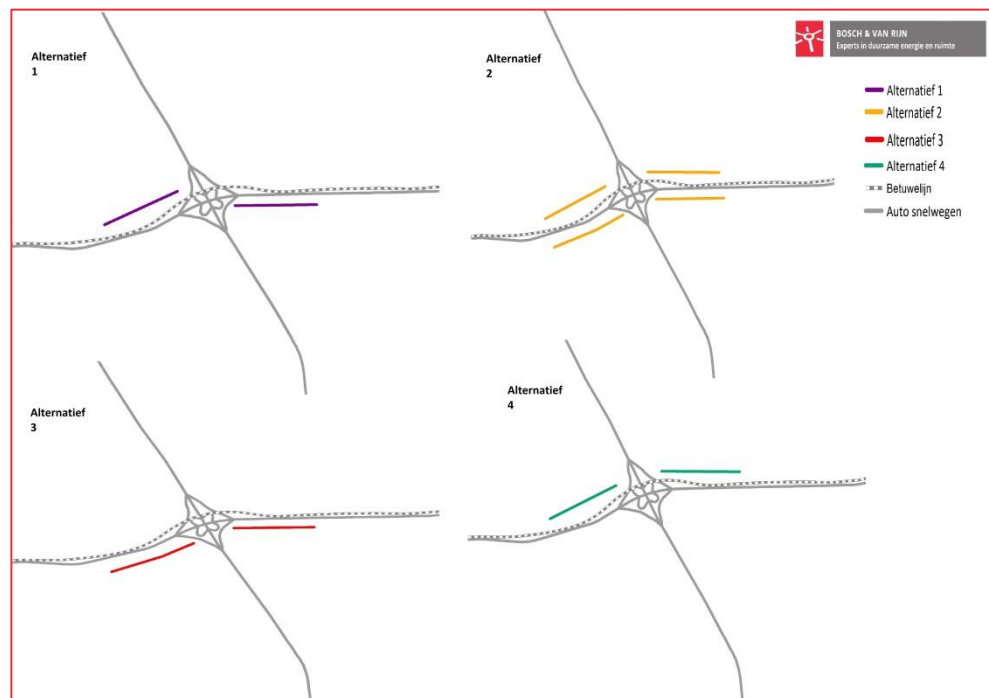 Alternatief
1
Alternatief
2
BOSCH & VAN RIJN
Experts in duurzame energie en ruimte
Alternatief 1
Alternatief 2
Alternatief 3
Alternatief 4
Betuwelijn
Auto snelwegen
Alternatief
3
Alternatief
4